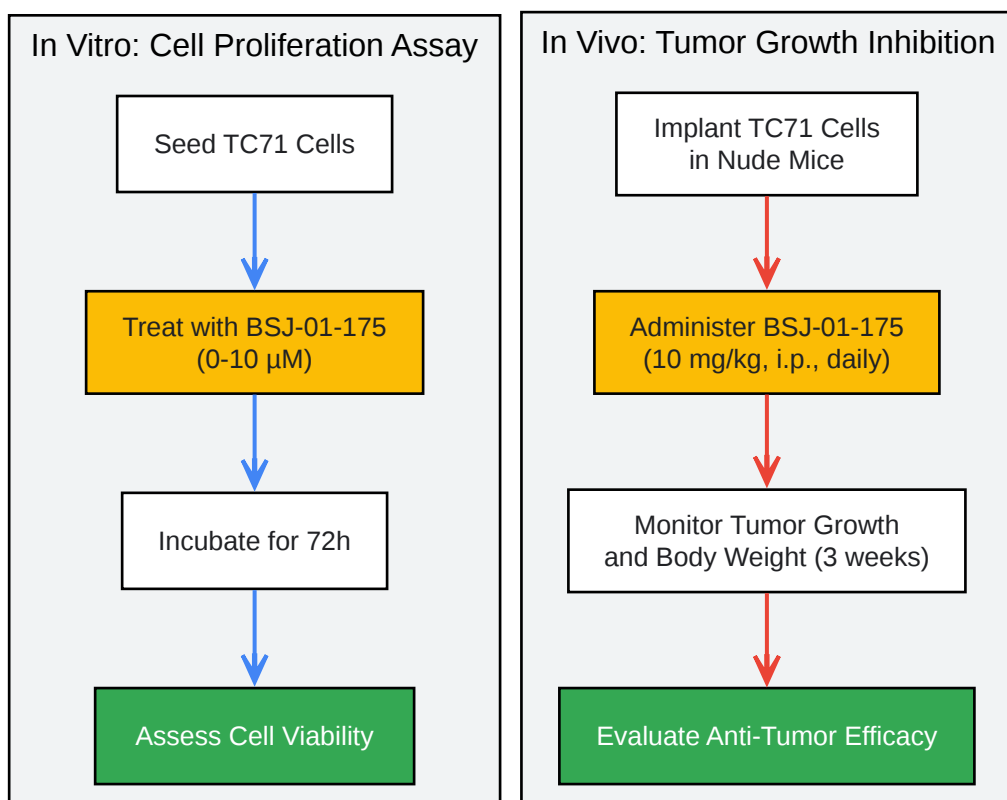 In Vitro: Cell Proliferation Assay
Seed TC71 Cells
Treat with BSJ-01-175
(0-10 µM)
Incubate for 72h
Assess Cell Viability
In Vivo: Tumor Growth Inhibition
Implant TC71 Cells
in Nude Mice
Administer BSJ-01-175
(10 mg/kg, i.p., daily)
Monitor Tumor Growth
and Body Weight (3 weeks)
Evaluate Anti-Tumor Efficacy